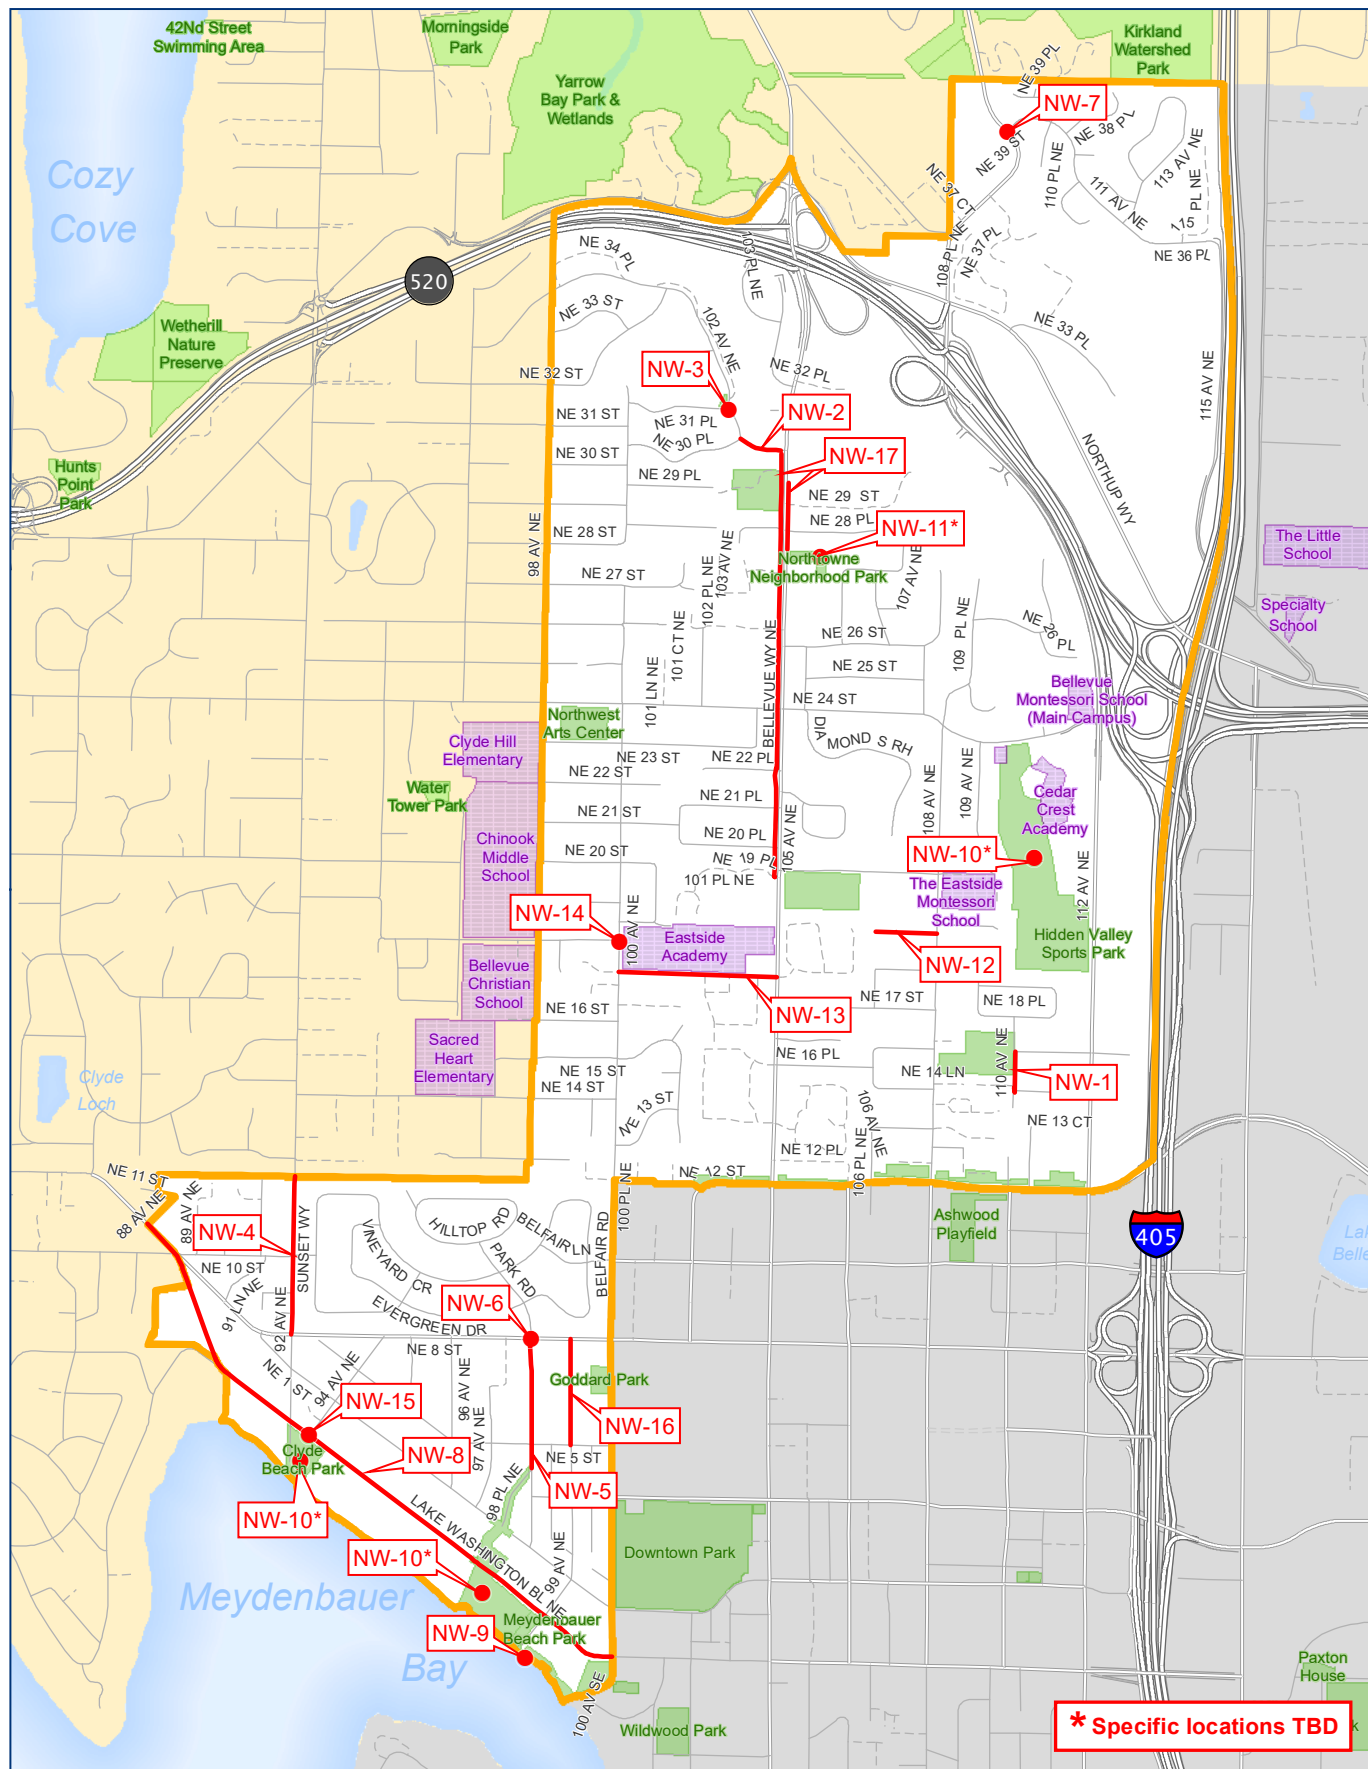 42Nd Street
Swimming Area
Morningside
Park
Yarrow
Bay Park &
Wetlands
Kirkland
Watershed
Park
NE 39 PL
NW-7
NE 39 ST
NE 38 PL
110 PL NE
113 AV NE
111 AV NE
115
PL NE
NE 36 PL
NE 37 CT
108 PL NE
NE 37 PL
Cozy
Cove
520
NE 34 PL
103 PL NE
NE 33 ST
102 AV NE
NE 33 PL
Wetherill
Nature
Preserve
NE 32 ST
NW-3
NE 32 PL
115 AV NE
NE 31 ST
NE 31 PL
NW-2
NE 30 PL
NE 30 ST
NW-17
NORTHUP WY
Hunts
Point
Park
NE 29 PL
NE 29 ST
NE 28 PL
NW-11*
98 AV NE
NE 28 ST
103 AV NE
102 PL NE
Northtowne
Neighborhood Park
107 AV NE
The Little
School
NE 27 ST
Specialty
School
101 CT NE
101 LN NE
BELLEVUE WY NE
NE 26 ST
109 PL NE
NE 26 PL
NE 25 ST
NE 24 ST
Bellevue
Montessori School
(Main Campus)
Northwest
Arts Center
DIA
MOND S RH
Clyde Hill
Elementary
NE 23 ST
NE 22 PL
NE 22 ST
Water
Tower Park
NE 21 PL
NE 21 ST
108 AV NE
109 AV NE
Cedar
Crest
Academy
Chinook
Middle
School
NE 20 PL
NE 20 ST
NE 19 PL
105 AV NE
101 PL NE
NW-10*
The Eastside
Montessori
School
112 AV NE
NW-14
100 AV NE
Eastside
Academy
Hidden Valley
Sports Park
Bellevue
Christian
School
NW-12
NE 17 ST
NE 18 PL
NE 16 ST
NW-13
Sacred
Heart
Elementary
NE 16 PL
110 AV NE
NE 15 ST
NE 14 ST
NE 14 LN
NW-1
Clyde
Loch
NE 13 ST
106 AV NE
NE 13 CT
NE 12 PL
106 PL NE
NE 12 ST
NE 11 ST
100 PL NE
88 AV NE
89 AV NE
NW-4
SUNSET WY
HILLTOP RD
BELFAIR LN
VINEYARD CR
PARK RD
BELFAIR RD
Ashwood
Playfield
405
NE 10 ST
91 LN NE
92 AV NE
EVERGREEN DR
NW-6
NE 8 ST
NE 1 ST
94 AV NE
96 AV NE
Goddard Park
NW-15
NW-16
97 AV NE
NW-8
Clyde
Beach Park
NE 5 ST
98 PL NE
NW-5
NW-10*
LAKE WASHINGTON BL NE
99 AV NE
NW-10*
Downtown Park
Meydenbauer
Bay
Meydenbauer
Beach Park
NW-9
100 AV SE
Wildwood Park
Paxton
House
* Specific locations TBD